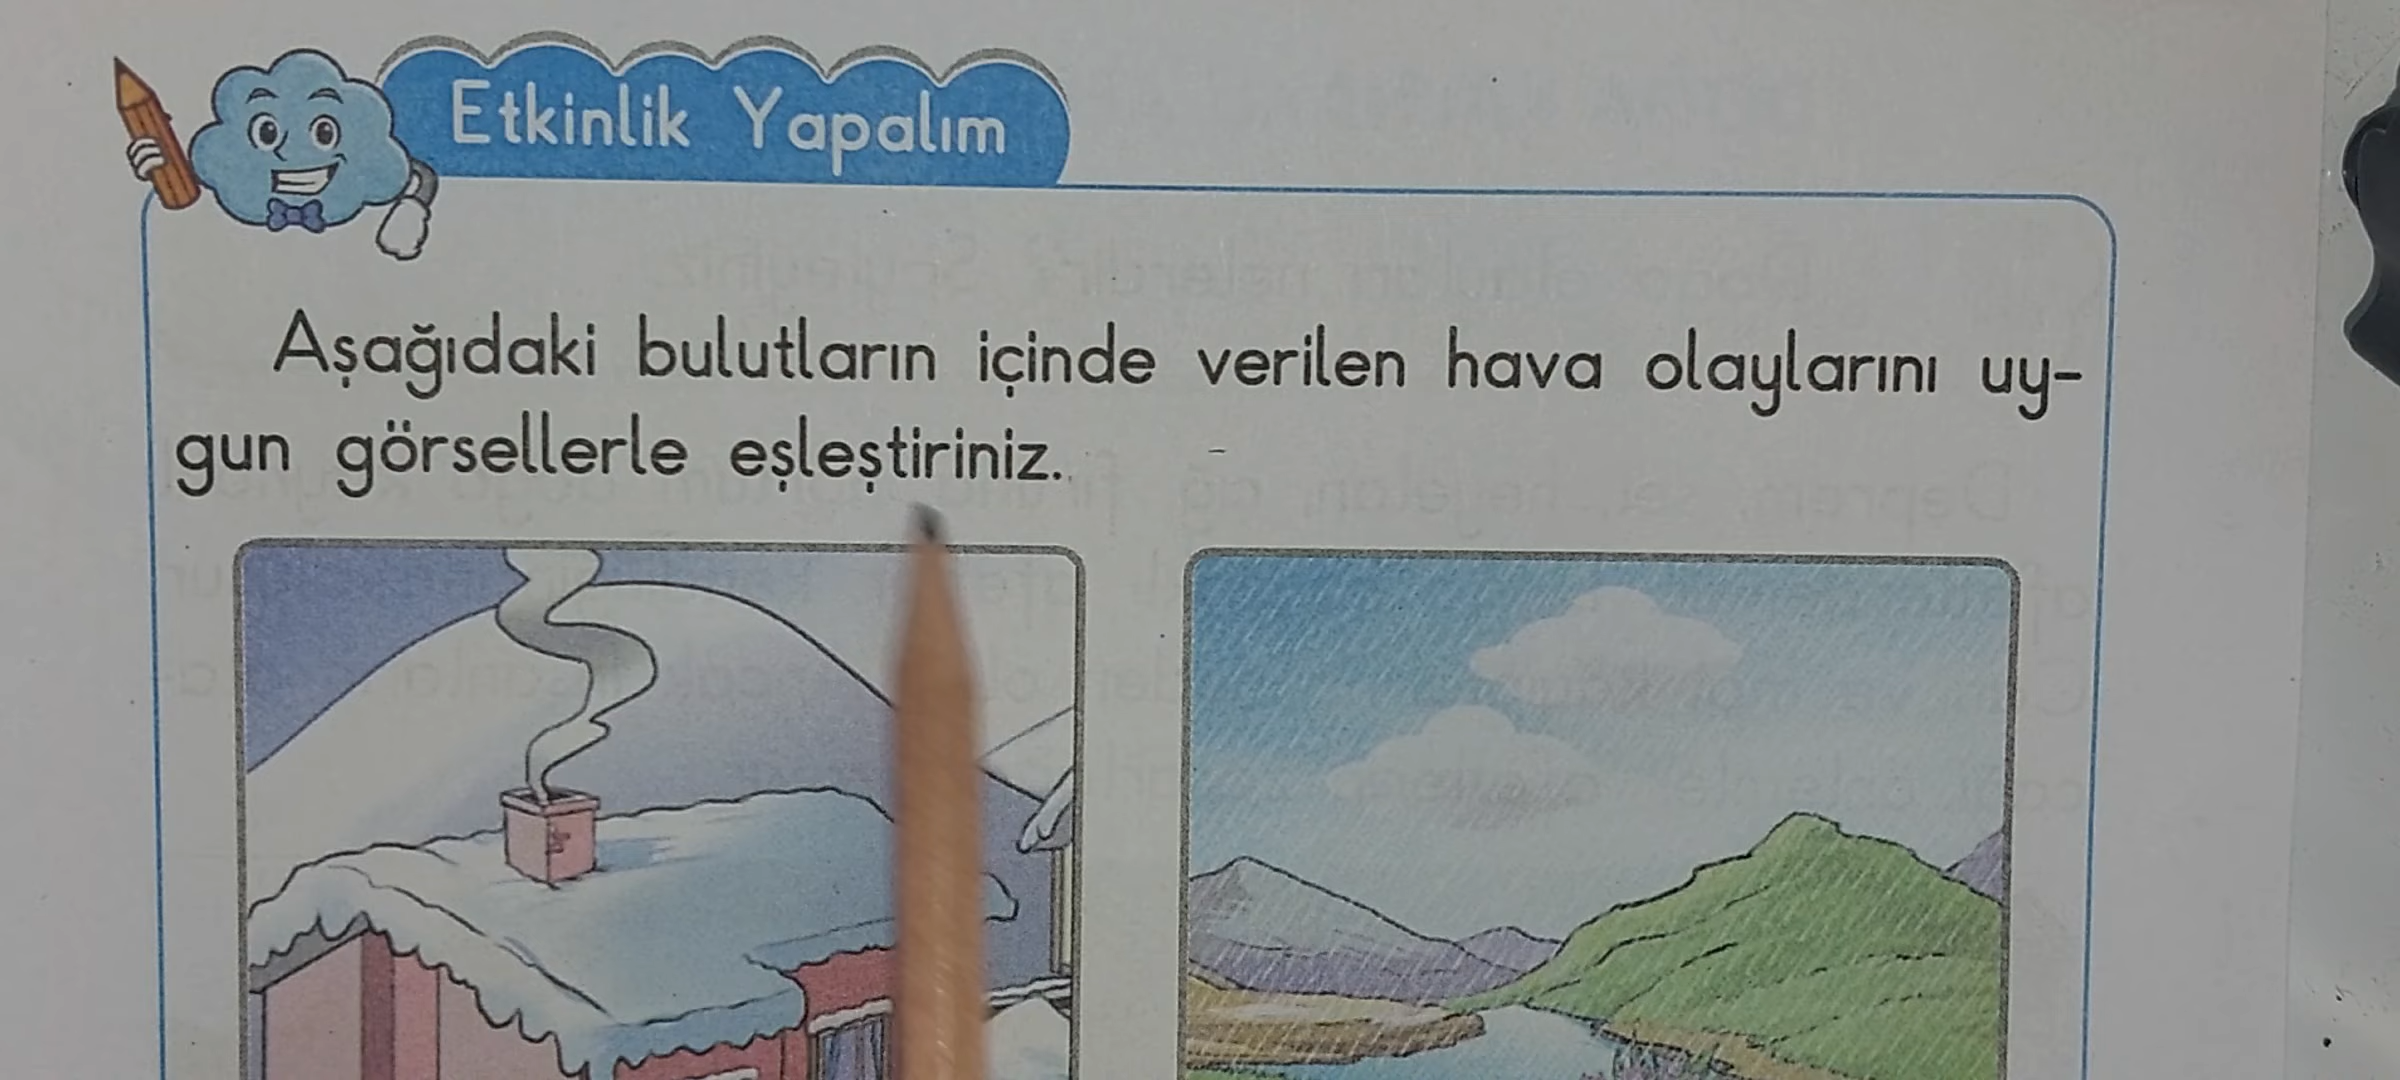 Etkinlik Yapalım
Aşağıdaki bulutların içinde verilen hava olaylarını uy-
gun görsellerle eşleştiriniz.